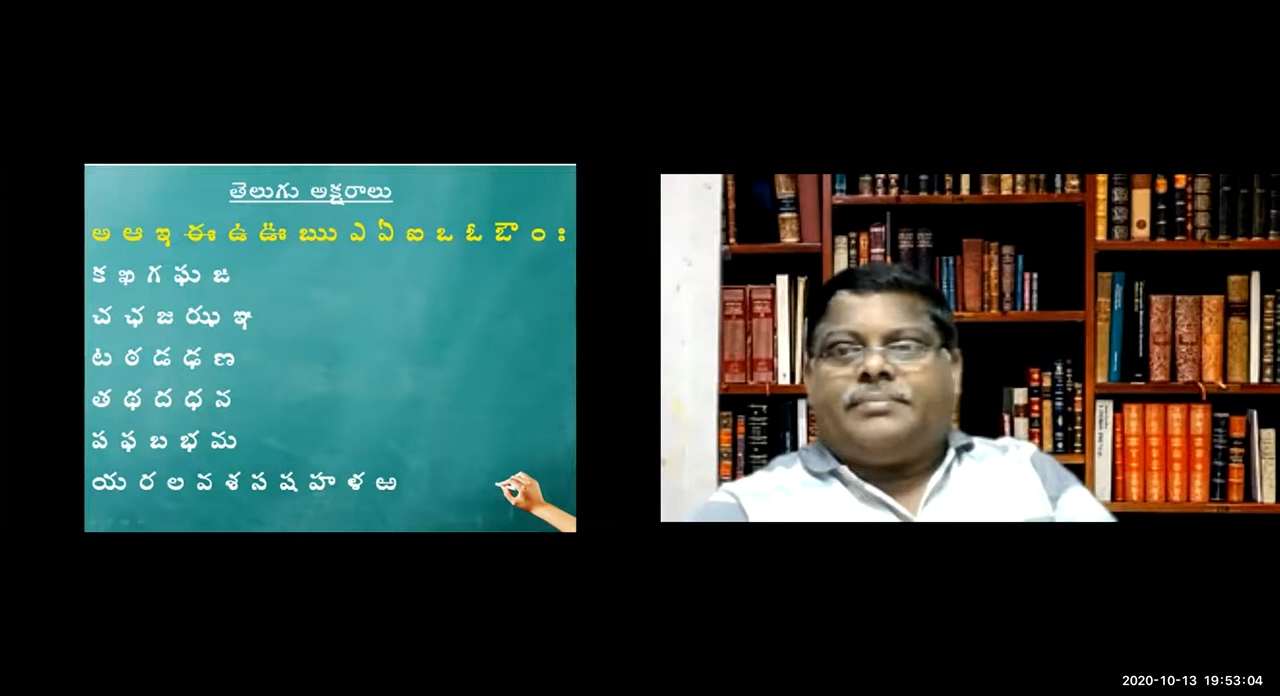 తెలుగు అక్షరాలు
అ ఆ ఇ ఈ ఉ ఊ ఋ ఎ ఏ ఐ ఒ ఓ ఔ ం ః
క ఖ గ ఘ ఙ
చ ఛ జ ఝ ఞ
ట ఠ డ ఢ ణ
త థ ద ధ న
ప ఫ బ భ మ
య ర ల వ శ స ష హ ళ ఱ
2020-10-13 19:53:04